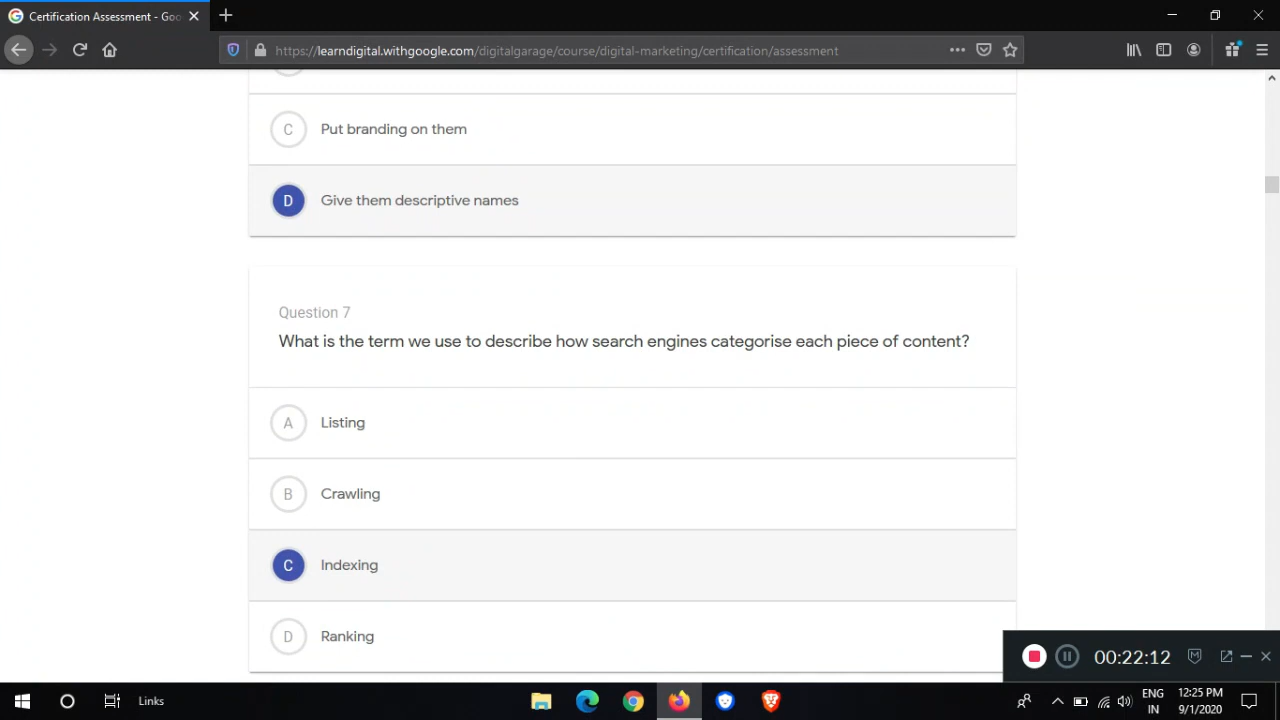 Certification Assessment - Goo
https://learndigital.withgoogle.com/digitalgarage/course/digital-marketing/certification/assessment
C Put branding on them
D Give them descriptive names
Question 7
What is the term we use to describe how search engines categorise each piece of content?
A Listing
B Crawling
C Indexing
D Ranking
00:22:12
Links
ENG
IN
12:25 PM
9/1/2020